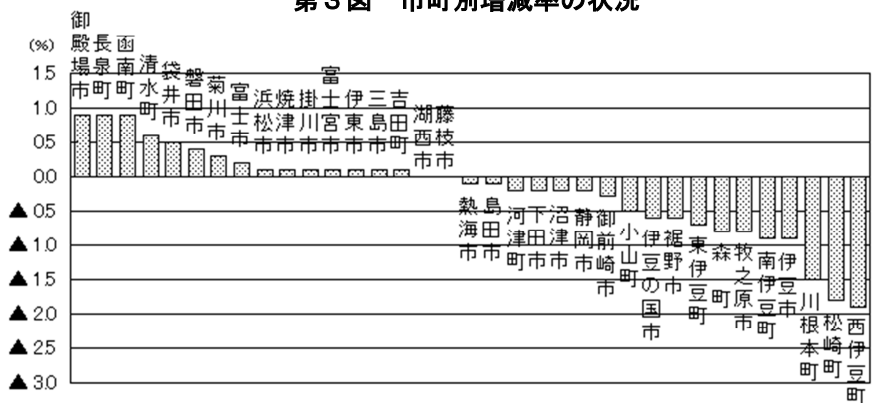 第３図　市町別増減率の状況
(%)
1.5
1.0
0.5
0.0
▲ 0.5
▲ 1.0
▲ 1.5
▲ 2.0
▲ 2.5
▲ 3.0
御殿場市
長泉町
函南町
清水町
袋井市
磐田市
菊川市
富士市
浜松市
焼津市
掛川市
富士宮市
伊東市
三島市
吉田町
湖西市
藤枝市
熱海市
島田市
河津町
下田市
沼津市
静岡市
御前崎市
小山町
伊豆の国市
裾野市
東伊豆町
森町
牧之原市
南伊豆町
伊豆市
川根本町
松崎町
西伊豆町